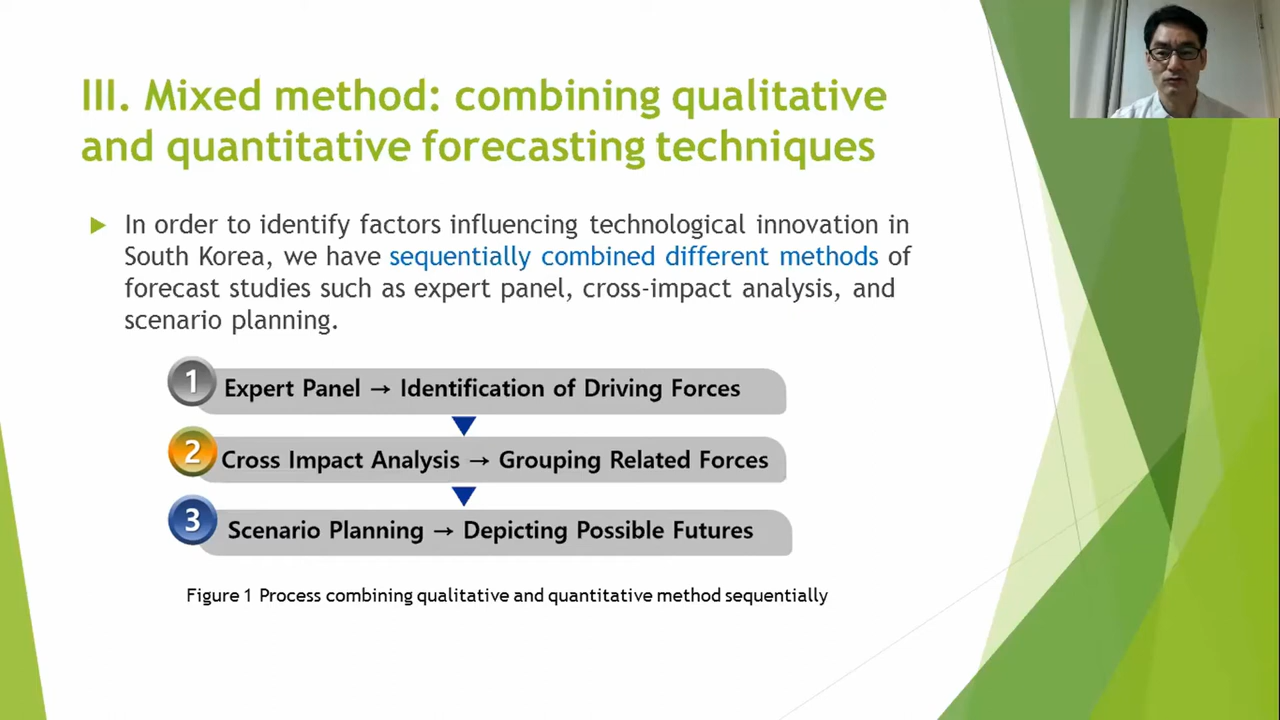 III. Mixed method: combining qualitative
and quantitative forecasting techniques
In order to identify factors influencing technological innovation in
South Korea, we have sequentially combined different methods of
forecast studies such as expert panel, cross-impact analysis, and
scenario planning.
1 Expert Panel → Identification of Driving Forces
2 Cross Impact Analysis → Grouping Related Forces
3 Scenario Planning → Depicting Possible Futures
Figure 1 Process combining qualitative and quantitative method sequentially